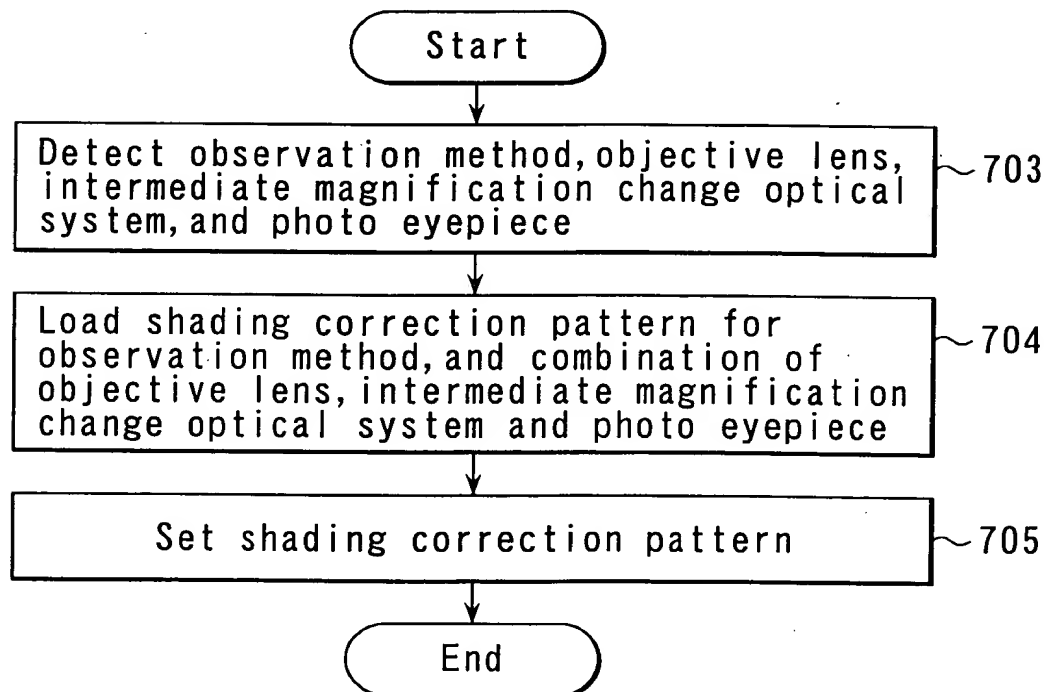 Start
Detect observation method, objective lens,
intermediate magnification change optical
system, and photo eyepiece
703
Load shading correction pattern for
observation method, and combination of
objective lens, intermediate magnification
change optical system and photo eyepiece
704
Set shading correction pattern
705
End